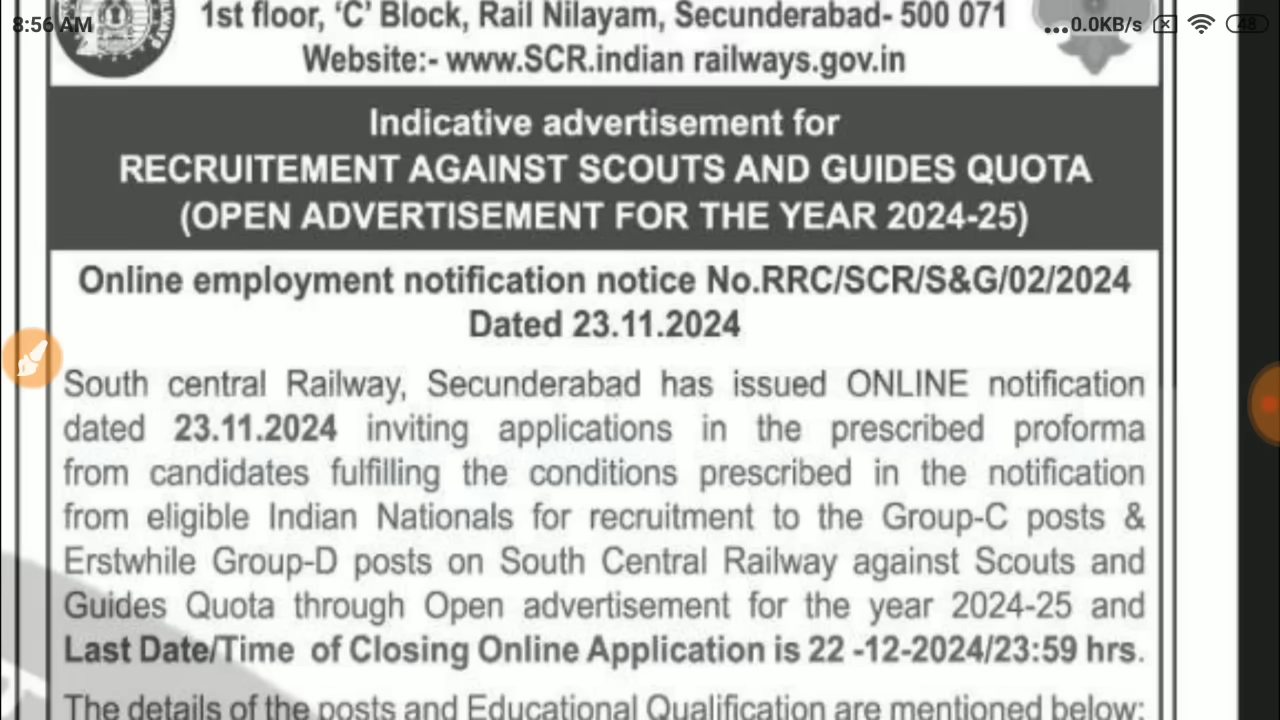 8:56 AM
...0.0KB/s
48
1st floor, ‘C’ Block, Rail Nilayam, Secunderabad- 500 071
Website:- www.SCR.indian railways.gov.in
Indicative advertisement for
RECRUITEMENT AGAINST SCOUTS AND GUIDES QUOTA
(OPEN ADVERTISEMENT FOR THE YEAR 2024-25)
Online employment notification notice No.RRC/SCR/S&G/02/2024
Dated 23.11.2024
South central Railway, Secunderabad has issued ONLINE notification
dated 23.11.2024 inviting applications in the prescribed proforma
from candidates fulfilling the conditions prescribed in the notification
from eligible Indian Nationals for recruitment to the Group-C posts &
Erstwhile Group-D posts on South Central Railway against Scouts and
Guides Quota through Open advertisement for the year 2024-25 and
Last Date/Time of Closing Online Application is 22 -12-2024/23:59 hrs.
The details of the posts and Educational Qualification are mentioned below: